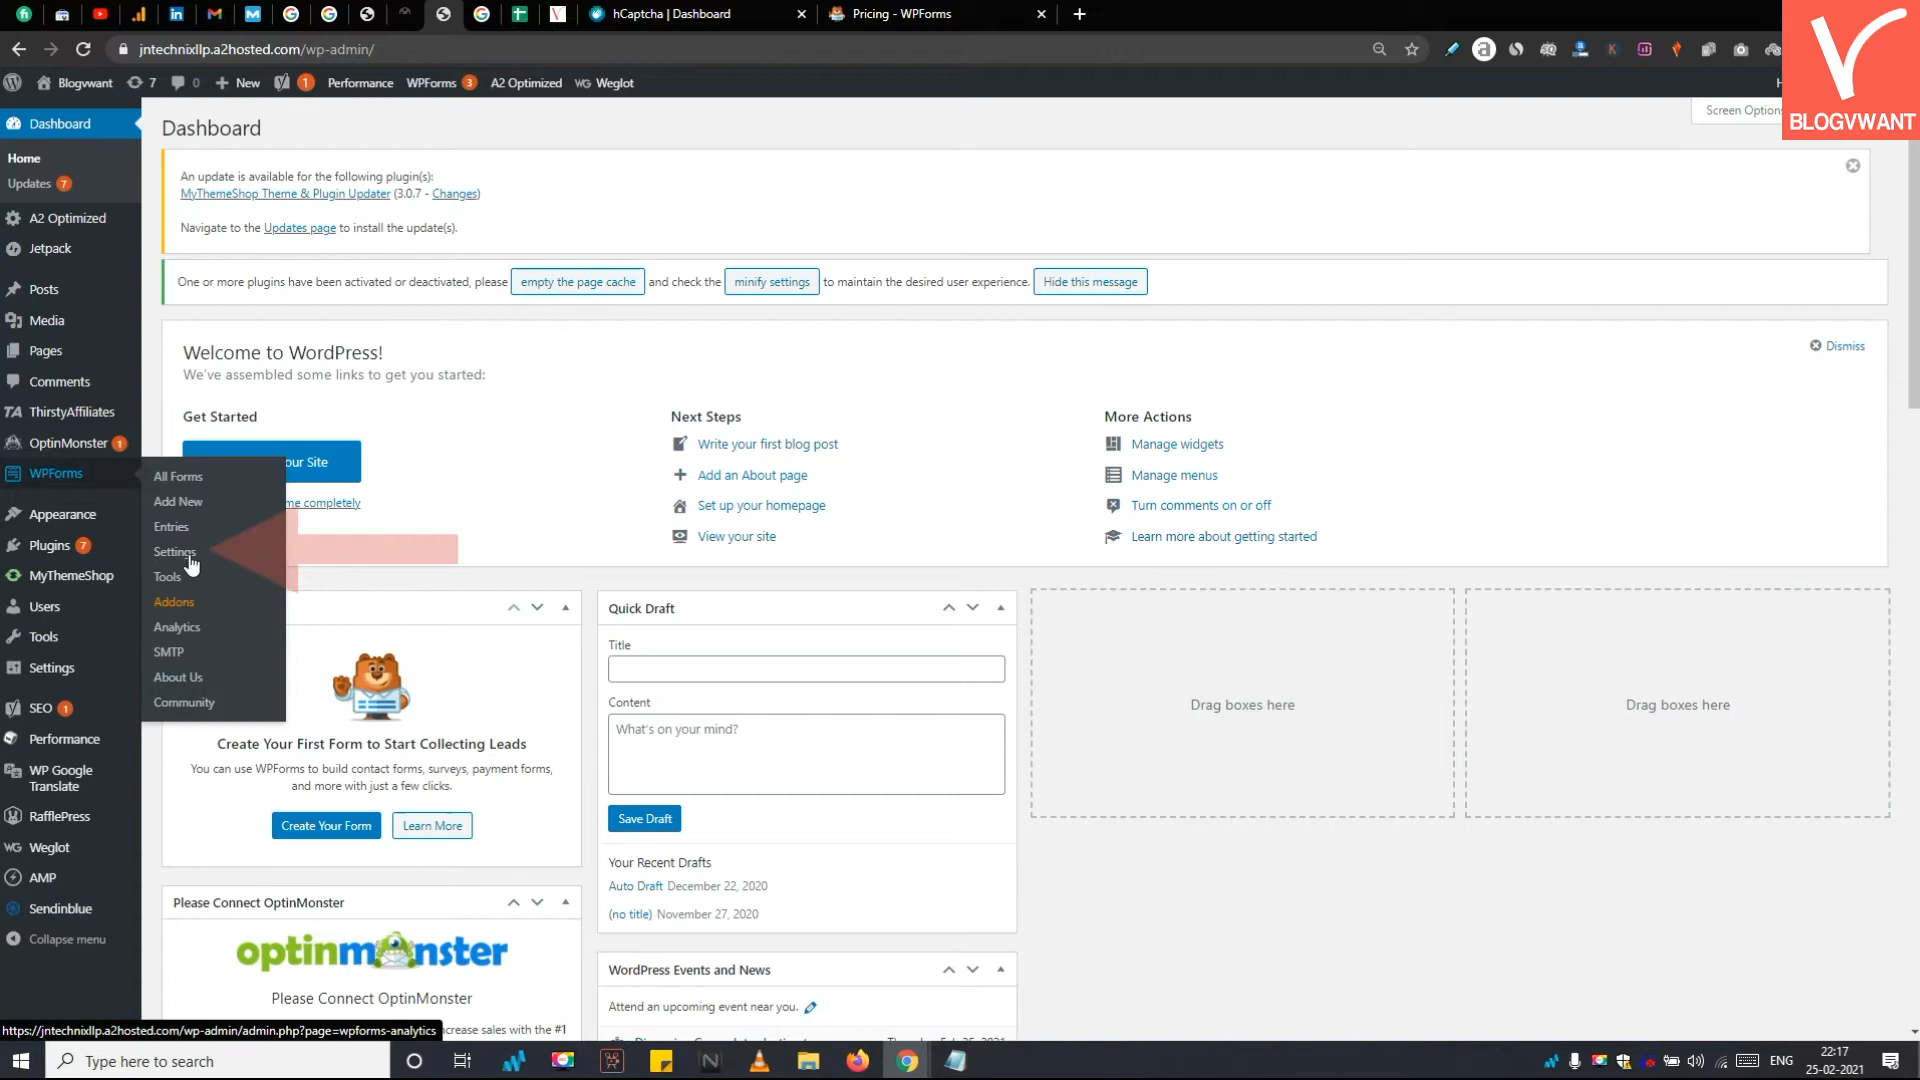 hCaptcha | Dashboard
Pricing - WPForms
jntechnixllp.a2hosted.com/wp-admin/
Blogvwant 7 0 New 1 Performance WPForms 3 A2 Optimized WG Weglot
Screen Option
BLOGVWANT
Dashboard
Home
Updates 7
A2 Optimized
Jetpack
Posts
Media
Pages
Comments
TA ThirstyAffiliates
OptinMonster 1
WPForms
Appearance
Plugins 7
MyThemeShop
Users
Tools
Settings
SEO 1
Performance
WP Google
Translate
RafflePress
WG Weglot
AMP
Sendinblue
Collapse menu
All Forms
Add New
Entries
Settings
Tools
Addons
Analytics
SMTP
About Us
Community
Dashboard
An update is available for the following plugin(s):
MyThemeShop Theme & Plugin Updater (3.0.7 - Changes)
Navigate to the Updates page to install the update(s).
One or more plugins have been activated or deactivated, please empty the page cache and check the minify settings to maintain the desired user experience. Hide this message
Welcome to WordPress!
Dismiss
We've assembled some links to get you started:
Get Started
our Site
me completely
Next Steps
Write your first blog post
Add an About page
Set up your homepage
View your site
More Actions
Manage widgets
Manage menus
Turn comments on or off
Learn more about getting started
Create Your First Form to Start Collecting Leads
You can use WPForms to build contact forms, surveys, payment forms,
and more with just a few clicks.
Create Your Form Learn More
Please Connect OptinMonster
optinmonster
Please Connect OptinMonster
increase sales with the #1
Quick Draft
Title
Content
What's on your mind?
Save Draft
Your Recent Drafts
Auto Draft December 22, 2020
(no title) November 27, 2020
WordPress Events and News
Attend an upcoming event near you.
Drag boxes here
Drag boxes here
https://jntechnixllp.a2hosted.com/wp-admin/admin.php?page=wpforms-analytics
Type here to search
ENG
22:17
25-02-2021